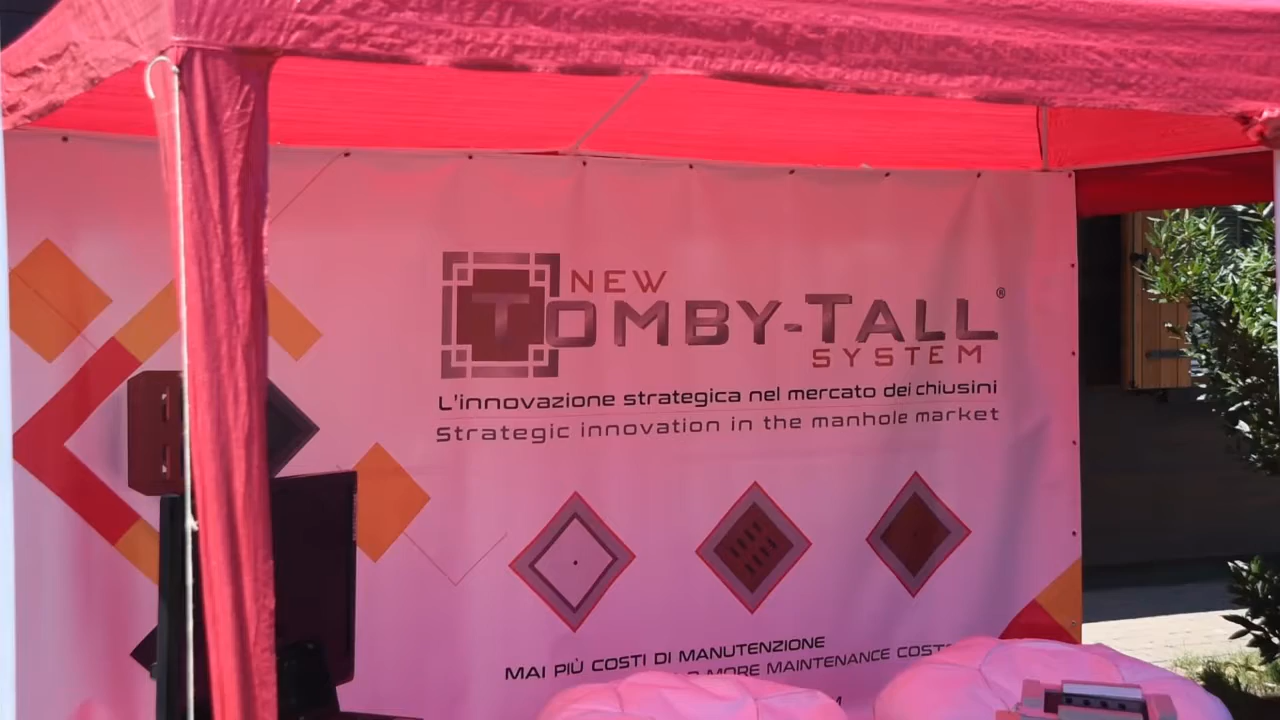 NEW
TOMBY-TALL®
SYSTEM
L'innovazione strategica nel mercato dei chiusini
Strategic innovation in the manhole market
MAI PIÙ COSTI DI MANUTENZIONE
MORE MAINTENANCE COSTS